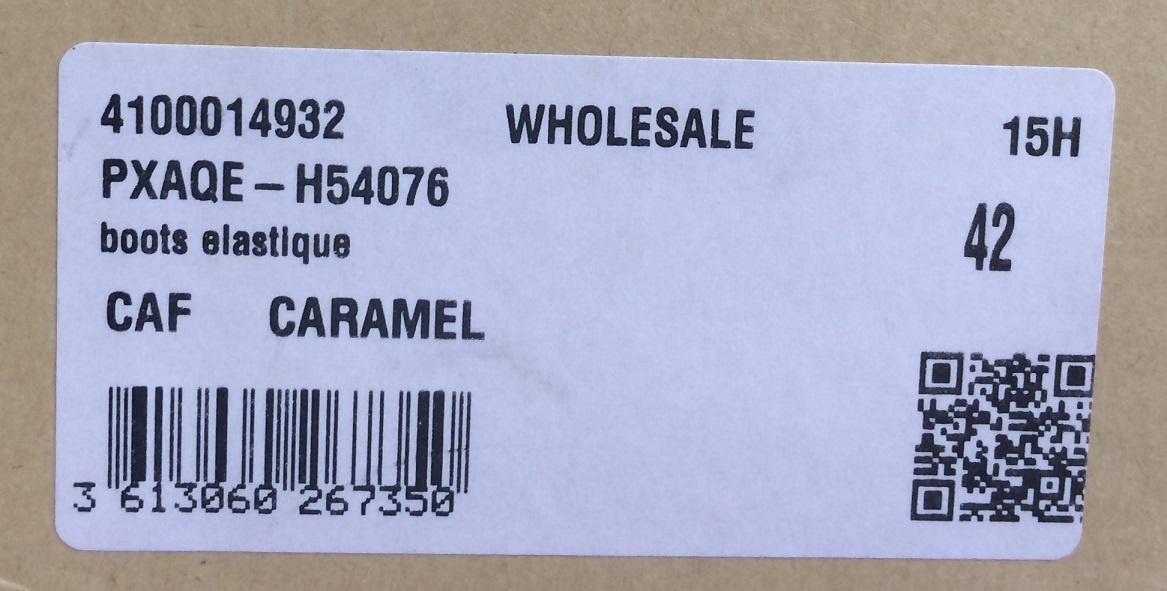 4100014932 WHOLESALE 15H
PXAQE – H54076
42
boots elastique
CAF CARAMEL
3 613060 267350